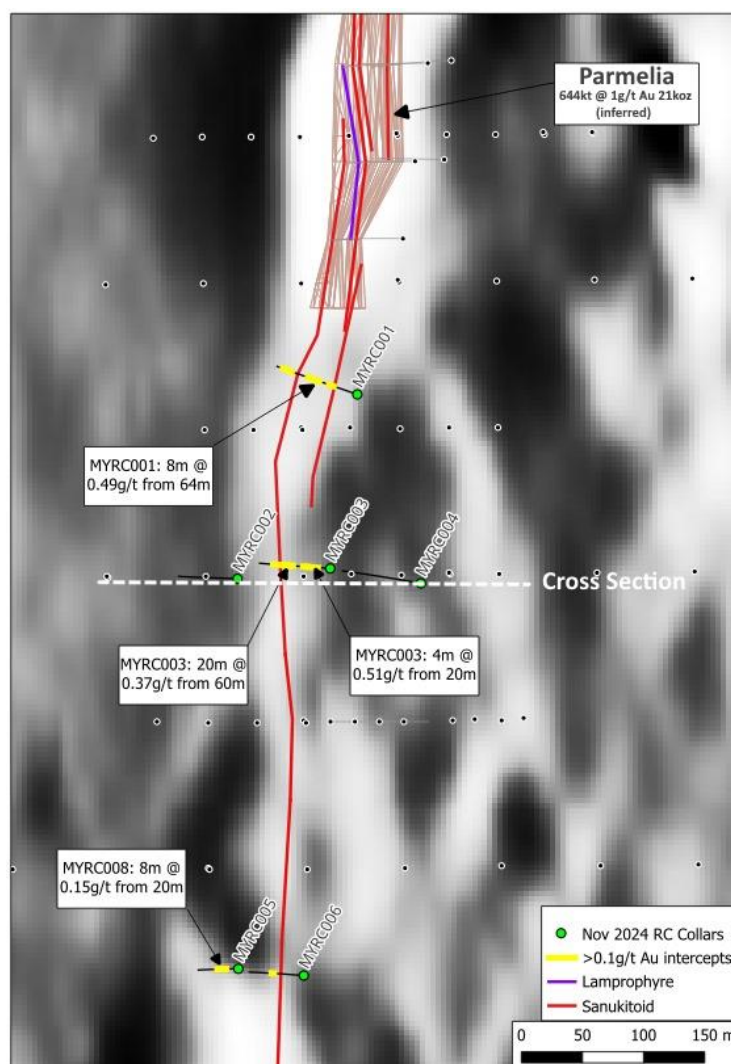 Parmelia
644kt @ 1g/t Au 21koz
(inferred)
MYRC001
MYRC001: 8m @
0.49g/t from 64m
MYRC002
MYRC003
MYRC004
Cross Section
MYRC003: 20m @
0.37g/t from 60m
MYRC003: 4m @
0.51g/t from 20m
MYRC008: 8m @
0.15g/t from 20m
MYRC005
MYRC006
Nov 2024 RC Collars
>0.1g/t Au intercepts
Lamprophyre
Sanukitoid
0 50 100 150 m